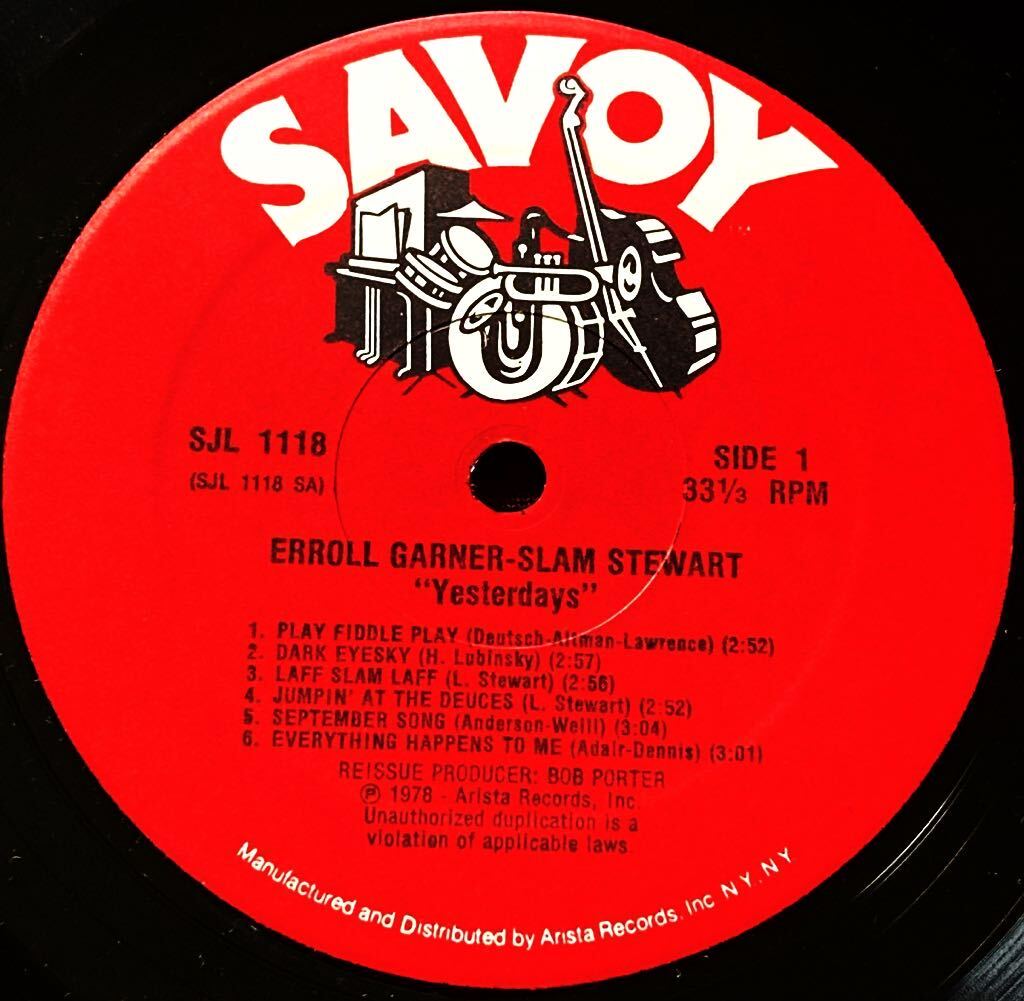 SAVOY
SJL 1118
(SJL 1118 SA)
SIDE 1
33⅓ RPM
ERROLL GARNER-SLAM STEWART
"Yesterdays"
1. PLAY FIDDLE PLAY (Deutsch-Altman-Lawrence) (2:52)
2. DARK EYESKY (H. Lubinsky) (2:57)
3. LAFF SLAM LAFF (L. Stewart) (2:56)
4. JUMPIN' AT THE DEUCES (L. Stewart) (2:52)
5. SEPTEMBER SONG (Anderson-Weill) (3:04)
6. EVERYTHING HAPPENS TO ME (Adair-Dennis) (3:01)
REISSUE PRODUCER: BOB PORTER
℗ 1978 - Arista Records, Inc.
Unauthorized duplication is a
violation of applicable laws.
Manufactured and Distributed by Arista Records, Inc N.Y. N.Y